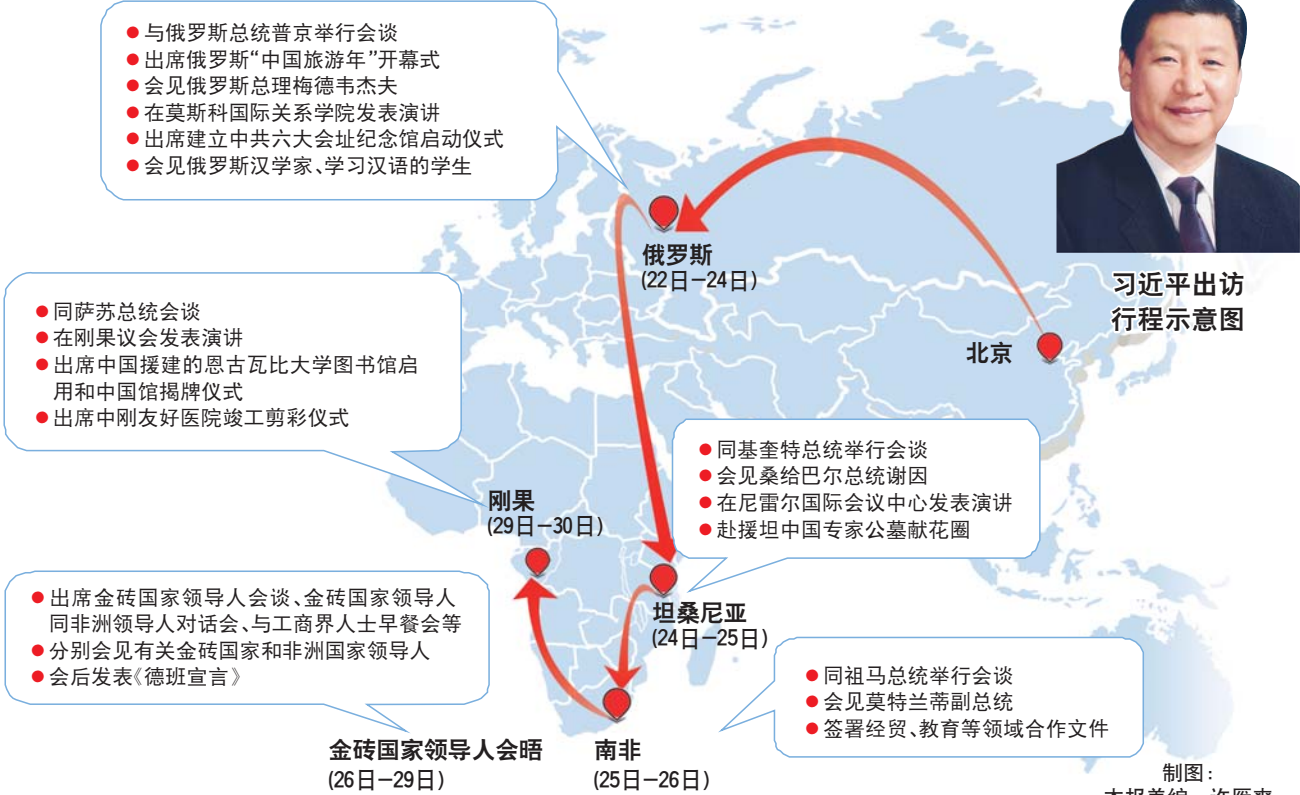 ●与俄罗斯总统普京举行会谈
●出席俄罗斯“中国旅游年”开幕式
●会见俄罗斯总理梅德韦杰夫
●在莫斯科国际关系学院发表演讲
●出席建立中共六大会址纪念馆启动仪式
●会见俄罗斯汉学家、学习汉语的学生
俄罗斯
(22日-24日)
习近平出访
行程示意图
北京
●同萨苏总统会谈
●在刚果议会发表演讲
●出席中国援建的恩古瓦比大学图书馆启
用和中国馆揭牌仪式
●出席中刚友好医院竣工剪彩仪式
●同基奎特总统举行会谈
●会见桑给巴尔总统谢因
●在尼雷尔国际会议中心发表演讲
●赴援坦中国专家公墓献花圈
刚果
(29日-30日)
坦桑尼亚
(24日-25日)
●出席金砖国家领导人会谈、金砖国家领导人
同非洲领导人对话会、与工商界人士早餐会等
●分别会见有关金砖国家和非洲国家领导人
●会后发表《德班宣言》
●同祖马总统举行会谈
●会见莫特兰蒂副总统
●签署经贸、教育等领域合作文件
金砖国家领导人会晤
(26日-29日)
南非
(25日-26日)
制图：